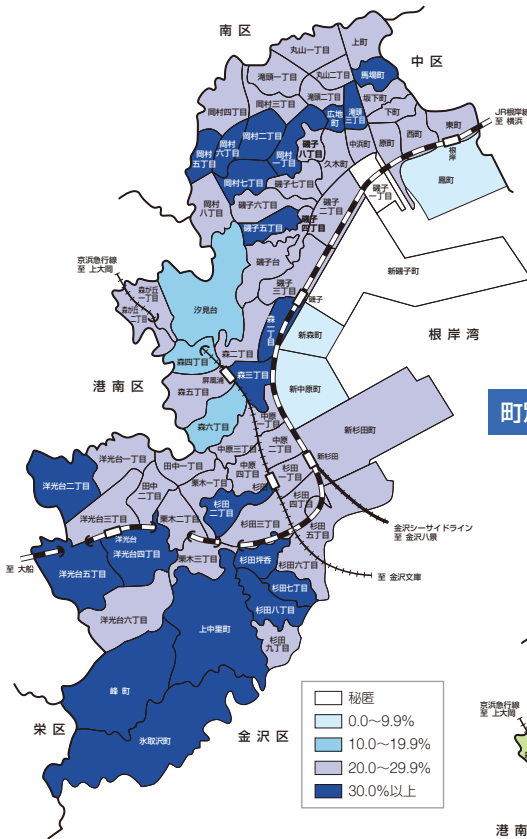 南区
中区
上町
丸山一丁目
丸山二丁目
馬場町
滝頭一丁目
滝頭二丁目
滝頭
三丁目
坂下町
下町
東町
西町
JR根岸線
至 横浜
根岸
岡村四丁目
岡村三丁目
広地
町
中浜町
原町
岡村二丁目
岡村
六丁目
岡村
五丁目
岡村
一丁目
磯子
八丁目
久木町
鳳町
磯子
一丁目
岡村七丁目
磯子七丁目
岡村
八丁目
磯子六丁目
磯子
二丁目
磯子五丁目
磯子
四丁目
新磯子町
京浜急行線
至 上大岡
磯子台
磯子
三丁目
磯子
森が丘
一丁目
森が丘
二丁目
汐見台
森一丁目
新森町
根岸湾
森四丁目
森二丁目
屏風浦
森三丁目
港南区
森五丁目
新中原町
森六丁目
中原
一丁目
新杉田町
町別
洋光台一丁目
田中一丁目
中原三丁目
中原
二丁目
中原
四丁目
新杉田
洋光台二丁目
田中
二丁目
栗木一丁目
杉田
杉田
一丁目
杉田
二丁目
杉田
四丁目
洋光台三丁目
栗木二丁目
杉田三丁目
杉田
五丁目
金沢シーサイドライン
至 金沢八景
洋光台
洋光台四丁目
栗木三丁目
杉田坪呑
杉田六丁目
至 大船
洋光台五丁目
杉田七丁目
至 金沢文庫
杉田八丁目
洋光台六丁目
上中里町
杉田
九丁目
峰町
氷取沢町
栄区
金沢区
秘匿
0.0〜9.9%
10.0〜19.9%
20.0〜29.9%
30.0%以上
京浜急行線
至 上大岡
港南